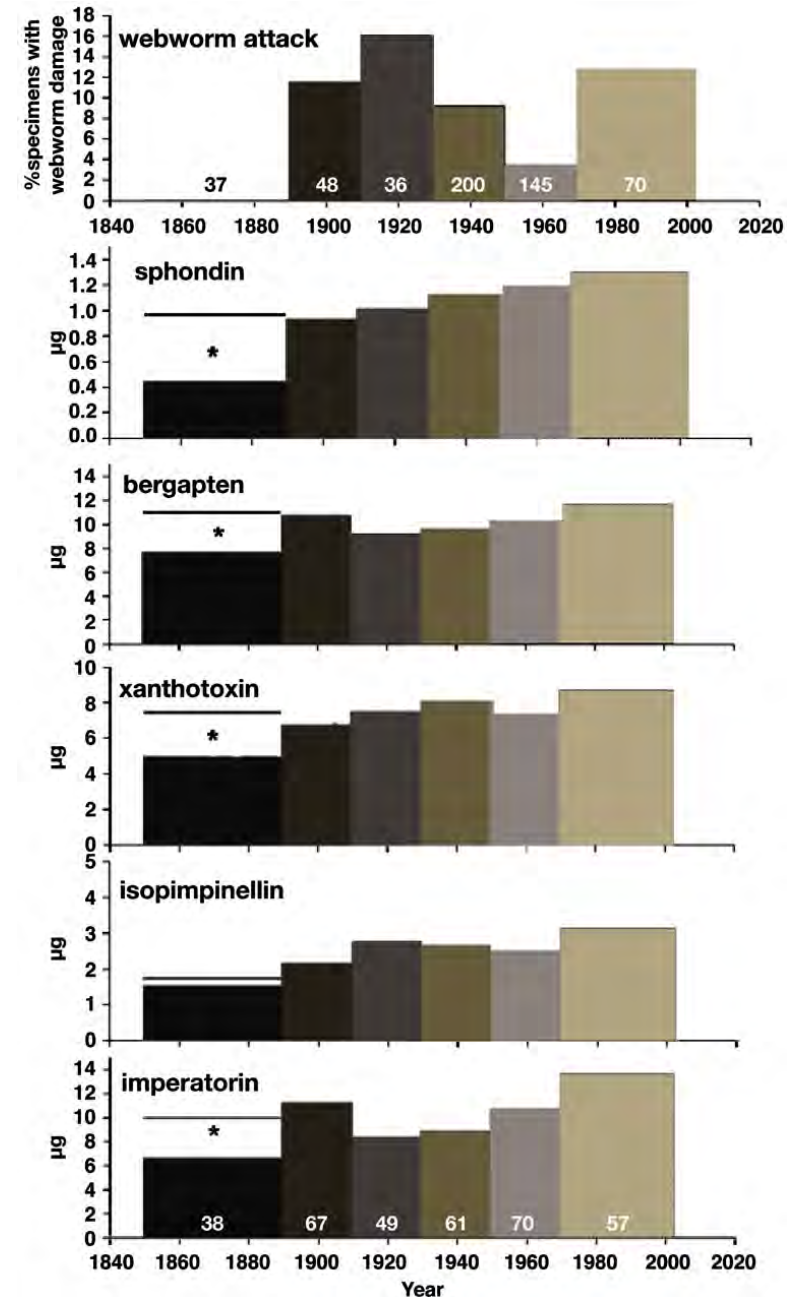 webworm attack
%specimens with
webworm damage
18
16
14
12
10
8
6
4
2
0
37 48 36 200 145 70
1840 1860 1880 1900 1920 1940 1960 1980 2000 2020
sphondin
µg
1.4
1.2
1.0
0.8
0.6
0.4
0.2
0.0
*
bergapten
µg
14
12
10
8
6
4
2
0
*
xanthotoxin
µg
10
8
6
4
2
0
*
isopimpinellin
µg
5
4
3
2
1
0
imperatorin
µg
14
12
10
8
6
4
2
0
*
38 67 49 61 70 57
1840 1860 1880 1900 1920 1940 1960 1980 2000 2020
Year